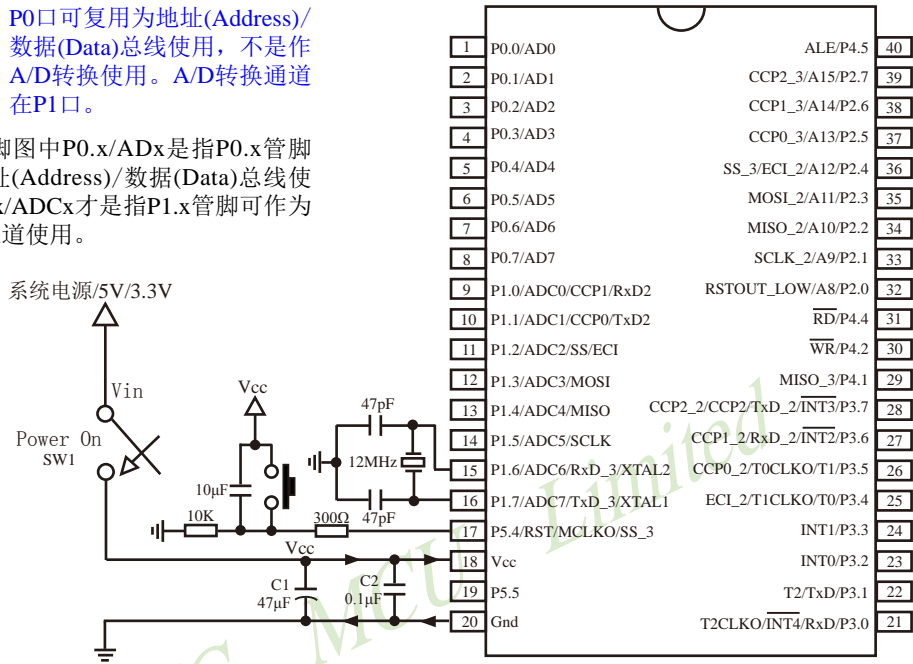 P0口可复用为地址(Address)/
数据(Data)总线使用，不是作
A/D转换使用。A/D转换通道
在P1口。
脚图中P0.x/ADx是指P0.x管脚
址(Address)/数据(Data)总线使
x/ADCx才是指P1.x管脚可作为
道使用。
系统电源/5V/3.3V
Vin
Power On
SW1
Vcc
10μF
10K
300Ω
47pF
12MHz
47pF
Vcc
C1
47μF
C2
0.1μF
1 P0.0/AD0
2 P0.1/AD1
3 P0.2/AD2
4 P0.3/AD3
5 P0.4/AD4
6 P0.5/AD5
7 P0.6/AD6
8 P0.7/AD7
9 P1.0/ADC0/CCP1/RxD2
10 P1.1/ADC1/CCP0/TxD2
11 P1.2/ADC2/SS/ECI
12 P1.3/ADC3/MOSI
13 P1.4/ADC4/MISO
14 P1.5/ADC5/SCLK
15 P1.6/ADC6/RxD_3/XTAL2
16 P1.7/ADC7/TxD_3/XTAL1
17 P5.4/RST/MCLKO/SS_3
18 Vcc
19 P5.5
20 Gnd
ALE/P4.5 40
CCP2_3/A15/P2.7 39
CCP1_3/A14/P2.6 38
CCP0_3/A13/P2.5 37
SS_3/ECI_2/A12/P2.4 36
MOSI_2/A11/P2.3 35
MISO_2/A10/P2.2 34
SCLK_2/A9/P2.1 33
RSTOUT_LOW/A8/P2.0 32
RD/P4.4 31
WR/P4.2 30
MISO_3/P4.1 29
CCP2_2/CCP2/TxD_2/INT3/P3.7 28
CCP1_2/RxD_2/INT2/P3.6 27
CCP0_2/T0CLKO/T1/P3.5 26
ECI_2/T1CLKO/T0/P3.4 25
INT1/P3.3 24
INT0/P3.2 23
T2/TxD/P3.1 22
T2CLKO/INT4/RxD/P3.0 21
MCU Limited